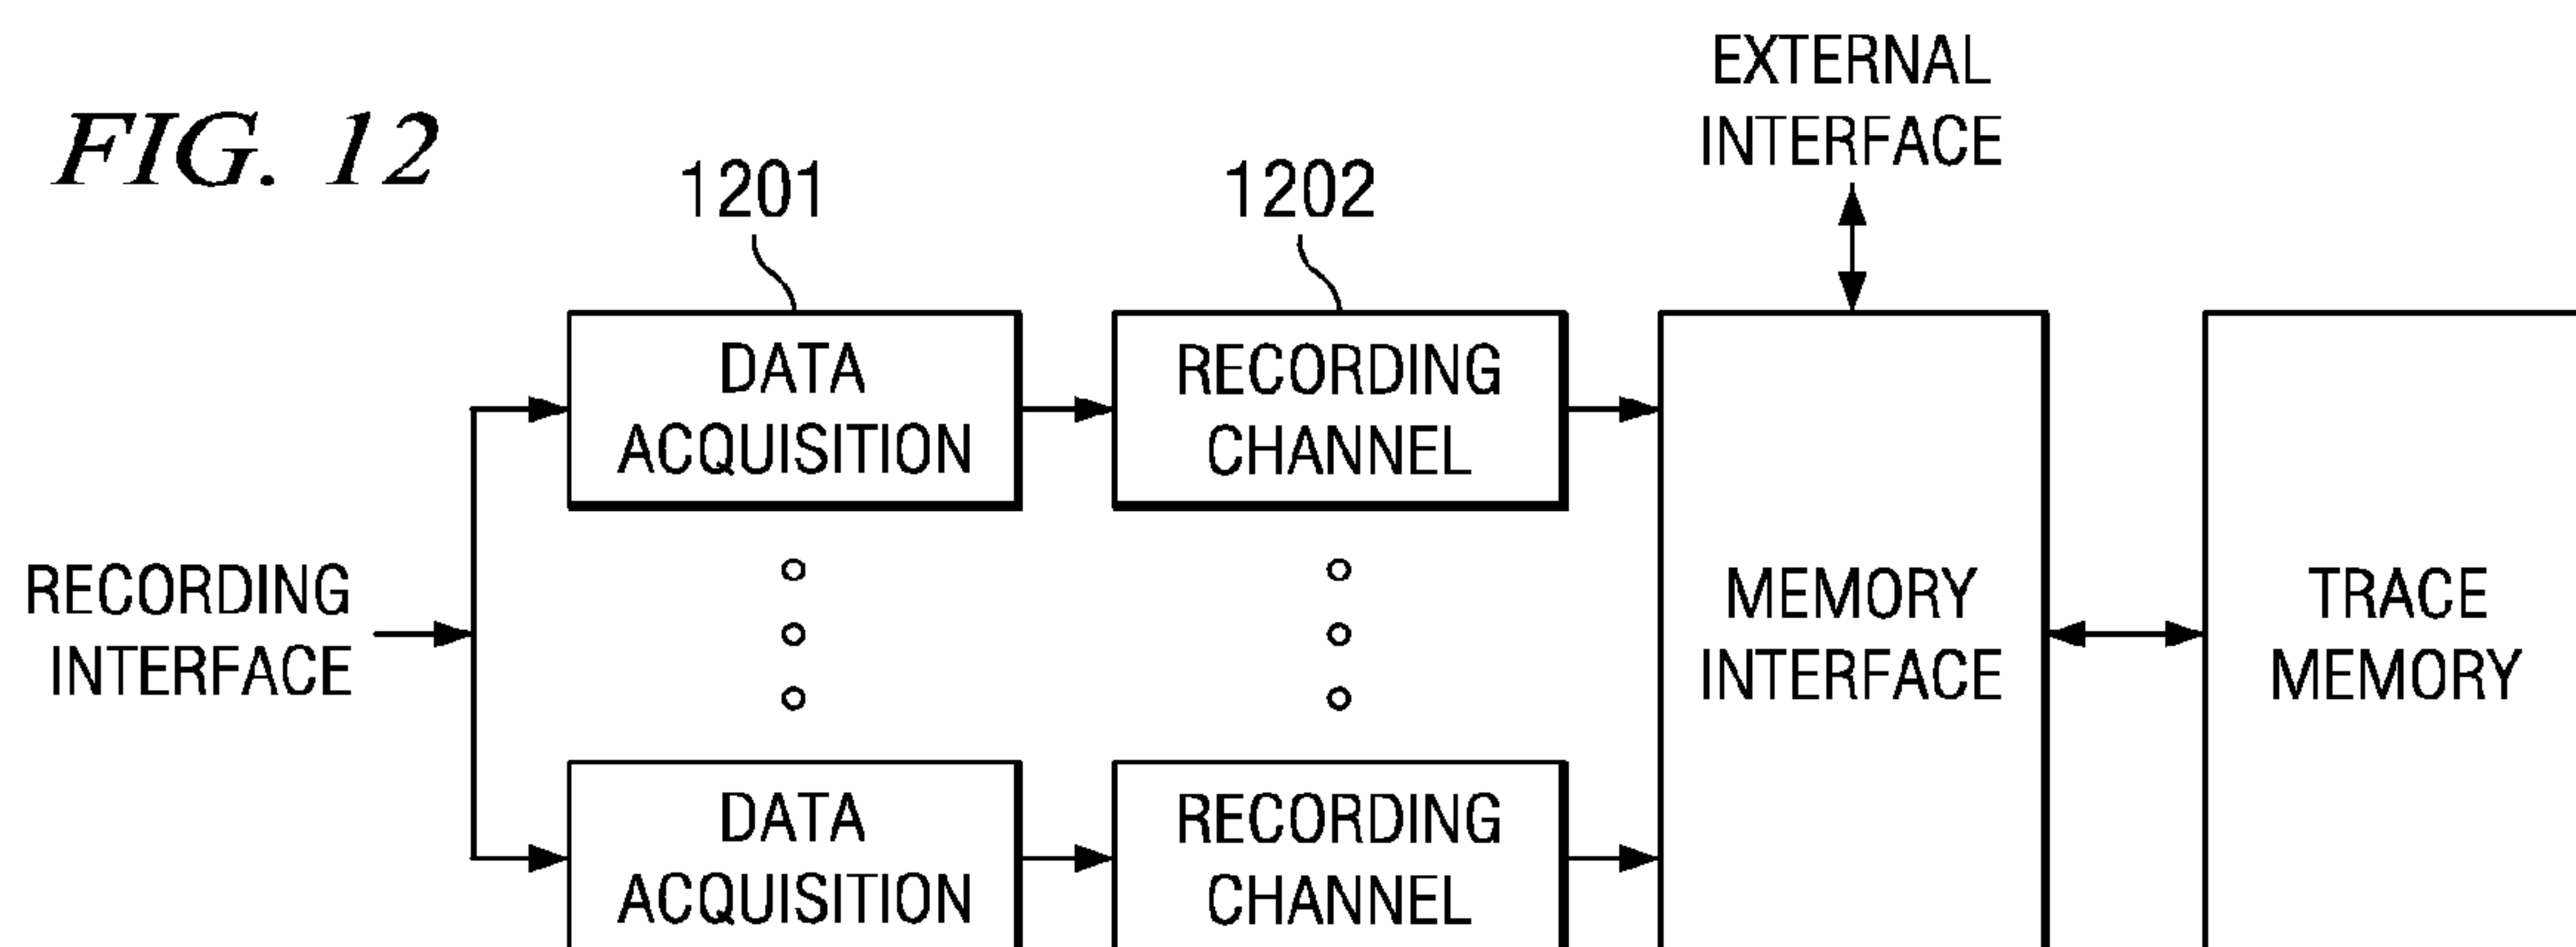 FIG. 12
EXTERNAL
INTERFACE
1201
1202
DATA
ACQUISITION
RECORDING
CHANNEL
RECORDING
INTERFACE
MEMORY
INTERFACE
TRACE
MEMORY
DATA
ACQUISITION
RECORDING
CHANNEL